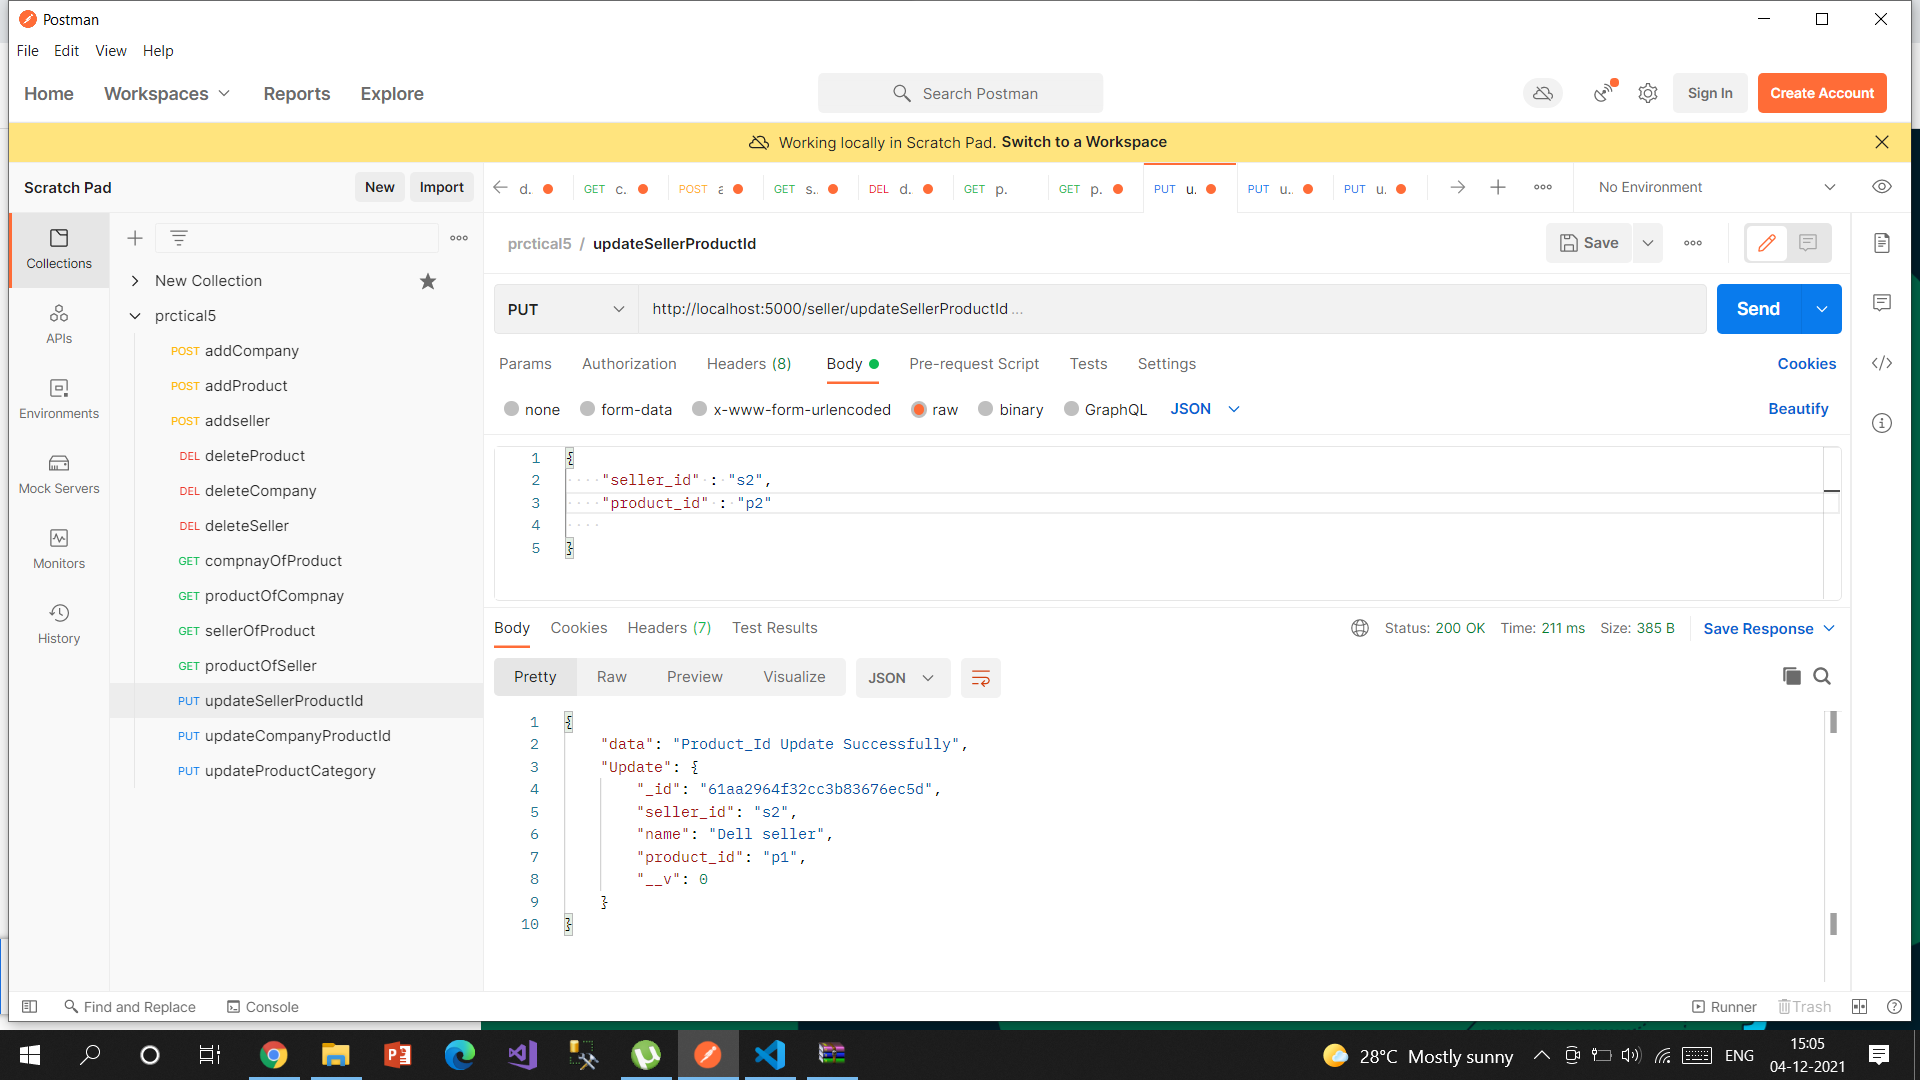 Postman
File Edit View Help
Home Workspaces Reports Explore Search Postman Sign In Create Account
Working locally in Scratch Pad. Switch to a Workspace
Scratch Pad New Import d. GET c. POST a GET s.. DEL d. GET p. GET p. PUT u. PUT u.. PUT u. No Environment
Collections
APIs
Environments
Mock Servers
Monitors
History
New Collection
prctical5
POST addCompany
POST addProduct
POST addseller
DEL deleteProduct
DEL deleteCompany
DEL deleteSeller
GET compnayOfProduct
GET productOfCompnay
GET sellerOfProduct
GET productOfSeller
PUT updateSellerProductId
PUT updateCompanyProductId
PUT updateProductCategory
prctical5 / updateSellerProductId Save
PUT http://localhost:5000/seller/updateSellerProductId ... Send
Params Authorization Headers (8) Body Pre-request Script Tests Settings Cookies
none form-data x-www-form-urlencoded raw binary GraphQL JSON Beautify
1 {
2 "seller_id" : "s2",
3 "product_id" : "p2"
4
5 }
Body Cookies Headers (7) Test Results Status: 200 OK Time: 211 ms Size: 385 B Save Response
Pretty Raw Preview Visualize JSON
1 {
2 "data": "Product_Id Update Successfully",
3 "Update": {
4 "_id": "61aa2964f32cc3b83676ec5d",
5 "seller_id": "s2",
6 "name": "Dell seller",
7 "product_id": "p1",
8 "__v": 0
9 }
10 }
Find and Replace Console Runner Trash
28°C Mostly sunny ENG 15:05
04-12-2021